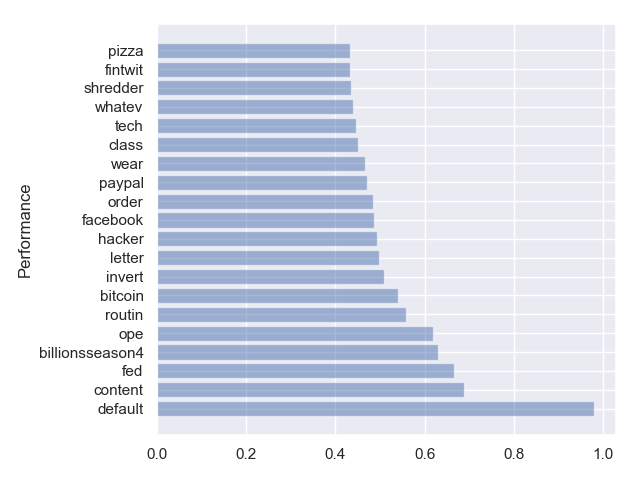 pizza
fintwit
shredder
whatev
tech
class
wear
paypal
order
facebook
hacker
letter
invert
bitcoin
routin
ope
billionsseason4
fed
content
default
Performance
0.0 0.2 0.4 0.6 0.8 1.0